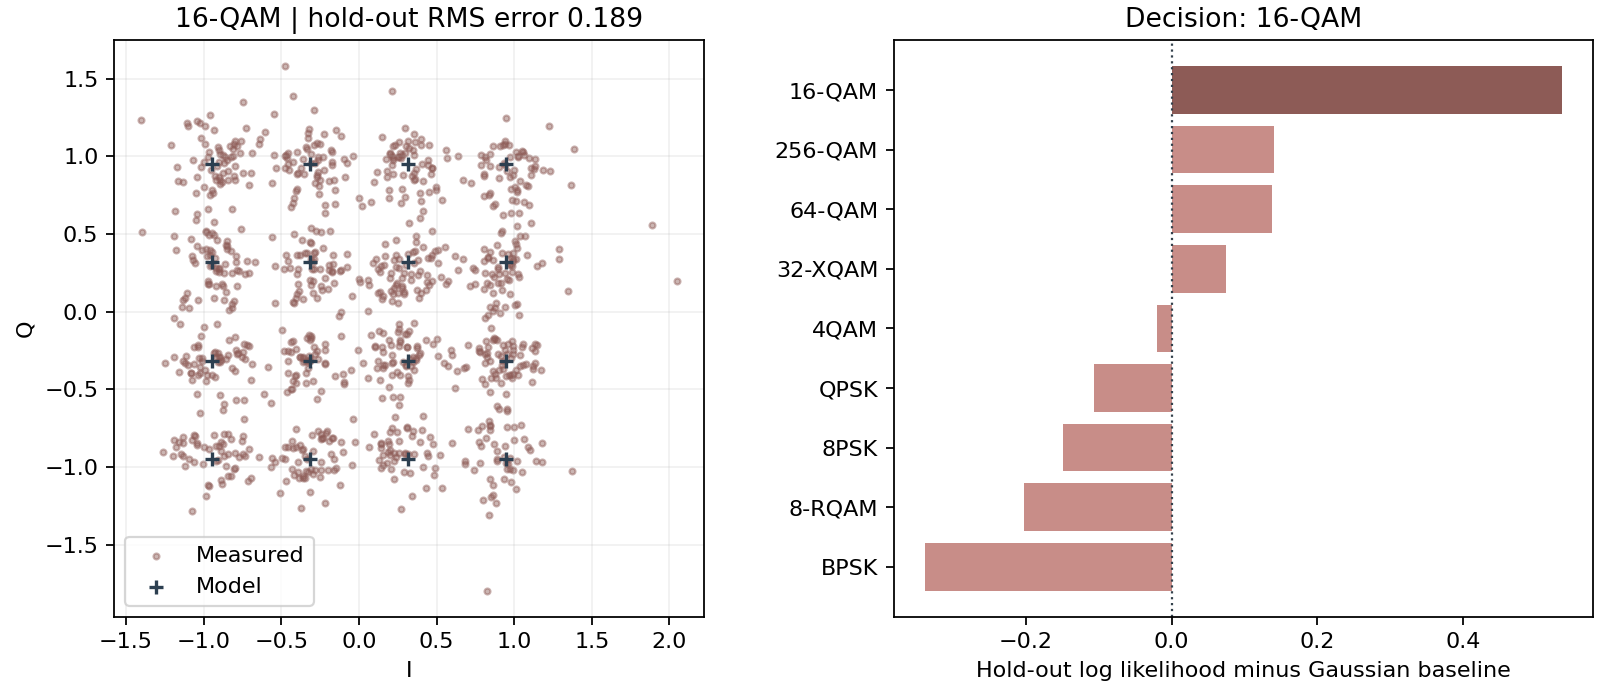 16-QAM | hold-out RMS error 0.189
Q
1.5
1.0
0.5
0.0
−0.5
−1.0
−1.5
Measured
Model
−1.5 −1.0 −0.5 0.0 0.5 1.0 1.5 2.0
I
Decision: 16-QAM
16-QAM
256-QAM
64-QAM
32-XQAM
4QAM
QPSK
8PSK
8-RQAM
BPSK
−0.2 0.0 0.2 0.4
Hold-out log likelihood minus Gaussian baseline